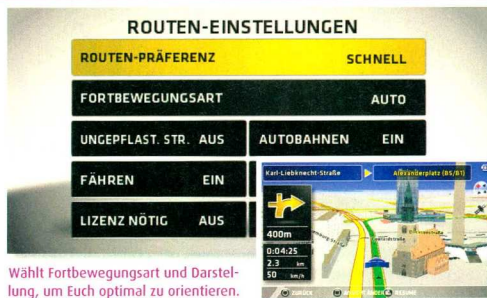 ROUTEN-EINSTELLUNGEN
ROUTEN-PRÄFERENZ SCHNELL
FORTBEWEGUNGSART AUTO
UNGEPFLAST. STR. AUS AUTOBAHNEN EIN
FÄHREN EIN
LIZENZ NÖTIG AUS
Karl-Liebknecht-Straße Alexanderplatz (B5/B1)
400m
0:04:25
2.3 km
50 km/h
ZURÜCK
Wählt Fortbewegungsart und Darstel-
lung, um Euch optimal zu orientieren.